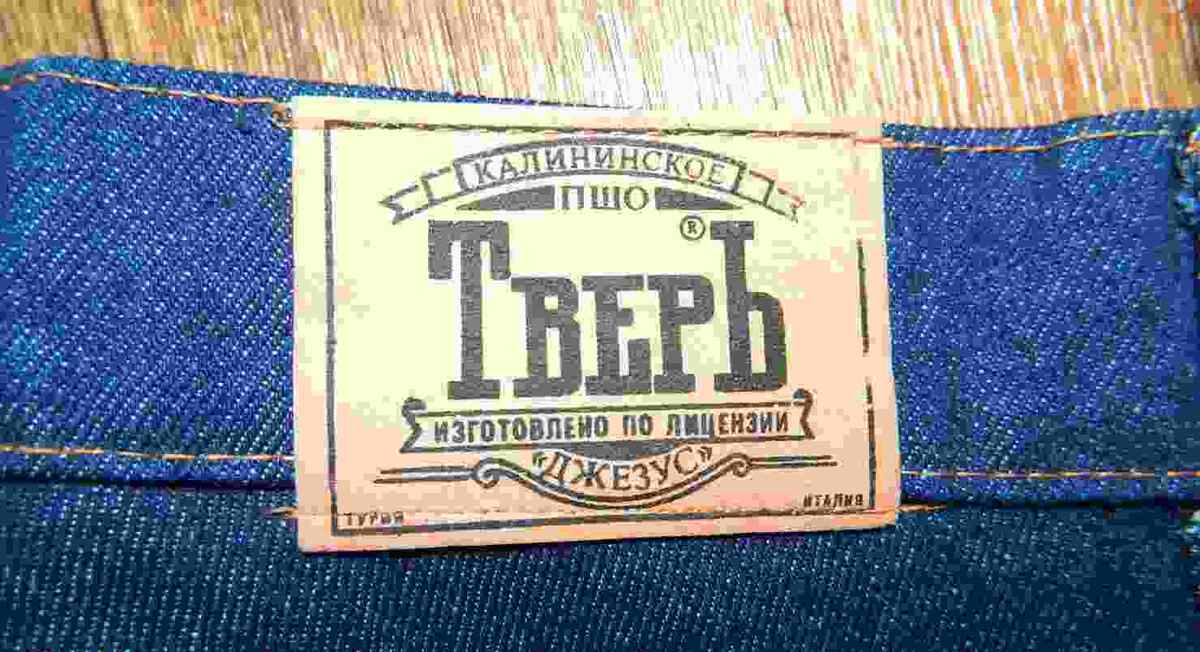 КАЛИНИНСКОЕ
ПШО
ТВЕРЬ ®
ИЗГОТОВЛЕНО ПО ЛИЦЕНЗИИ
«ДЖЕЗУС»
ТУРИН ИТАЛИЯ